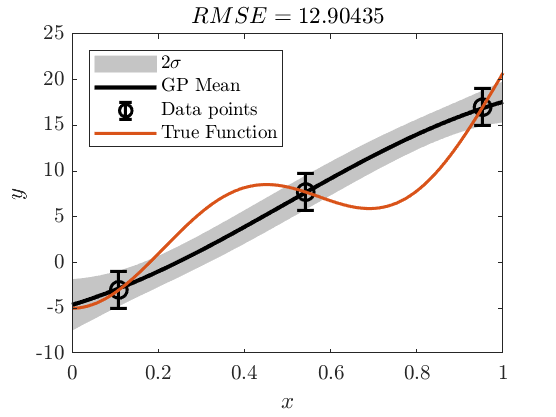 RMSE = 12.90435
25
20
15
10
5
0
-5
-10
0
0.2
0.4
0.6
0.8
1
y
x
2σ
GP Mean
Data points
True Function